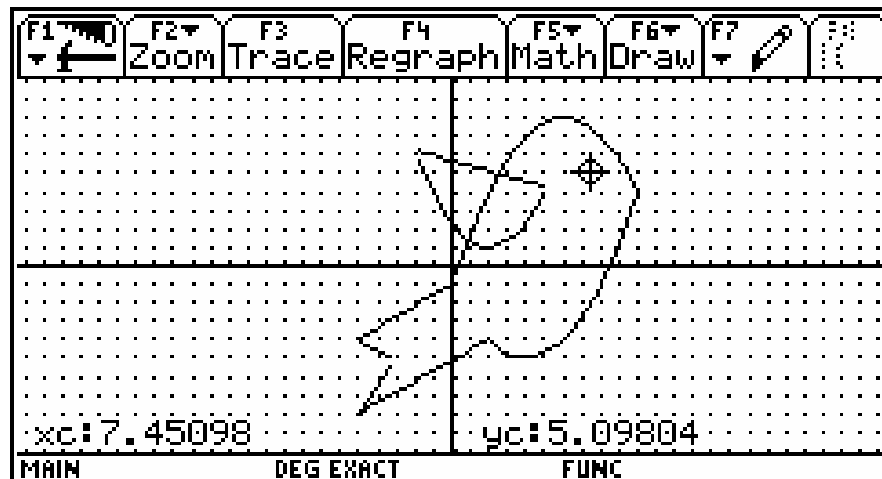 F1 F2 F3 F4 F5 F6 F7
Zoom Trace Regraph Math Draw
xc:7.45098 yc:5.09804
MAIN DEG EXACT FUNC